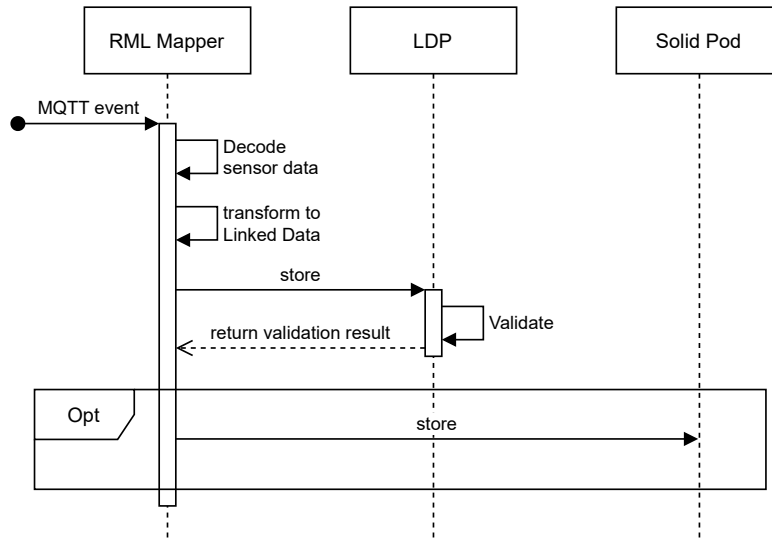 RML Mapper
LDP
Solid Pod
MQTT event
Decode
sensor data
transform to
Linked Data
store
Validate
return validation result
Opt
store